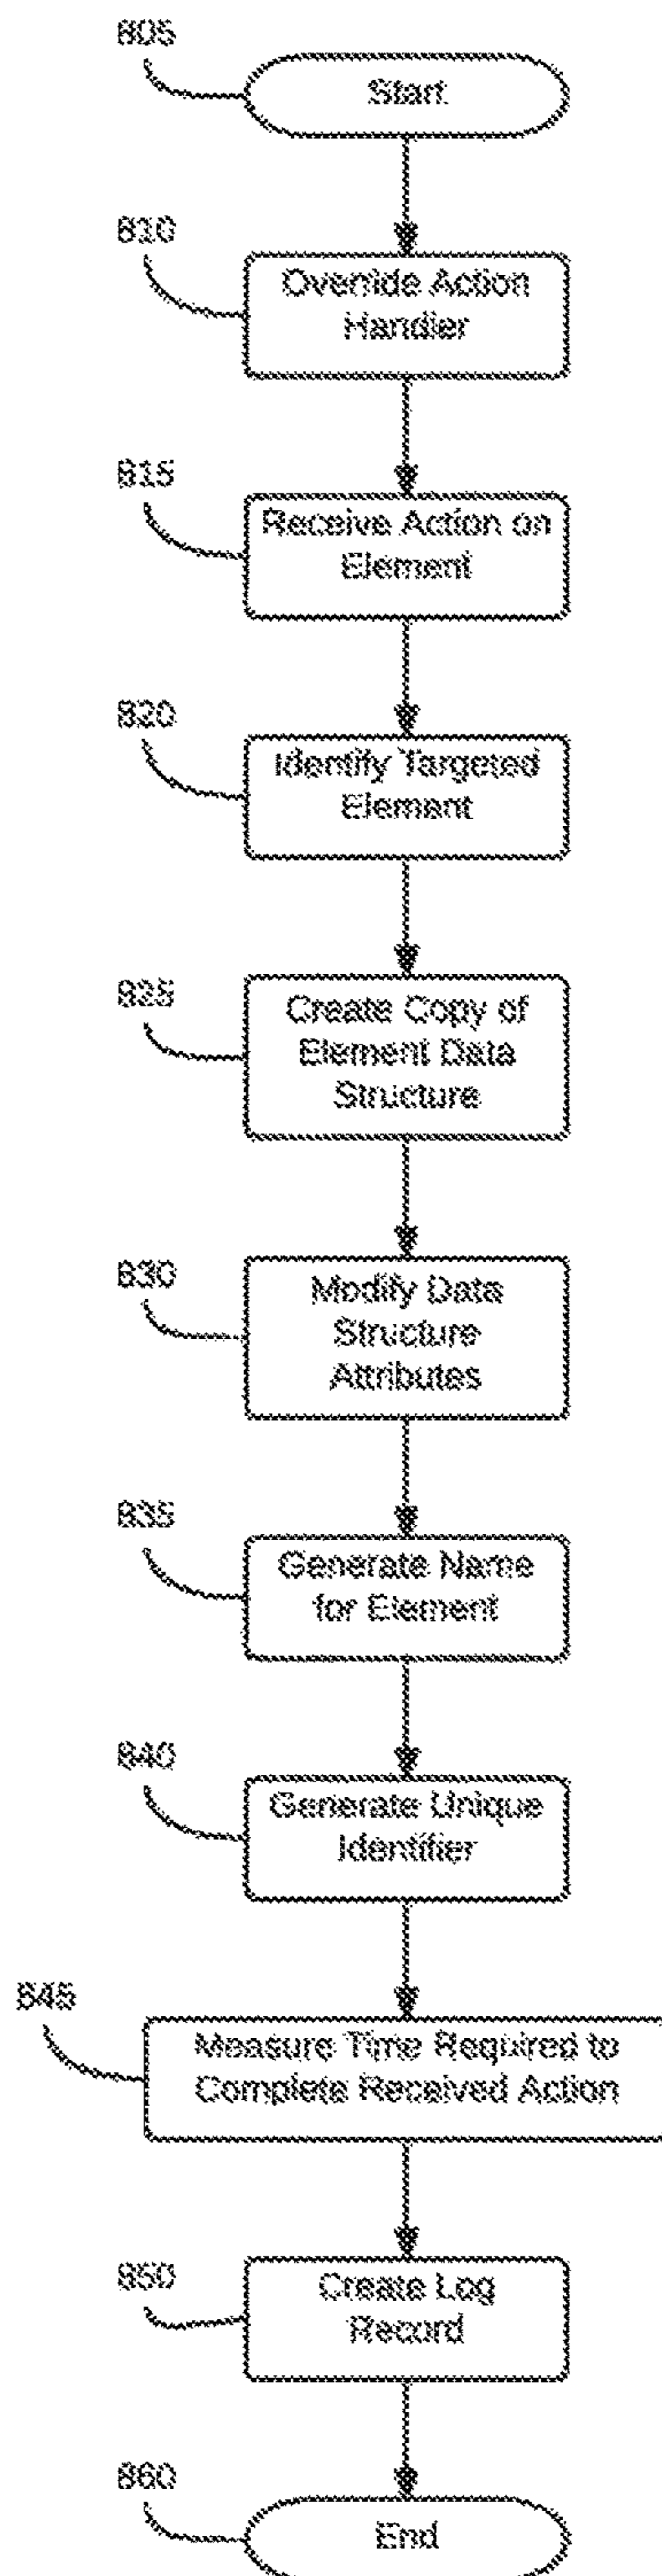 805
Start
810
Override Action
Handler
815
Receive Action on
Element
820
Identify Targeted
Element
825
Create Copy of
Element Data
Structure
830
Modify Data
Structure
Attributes
835
Generate Name
for Element
840
Generate Unique
Identifier
845
Measure Time Required to
Complete Received Action
850
Create Log
Record
860
End